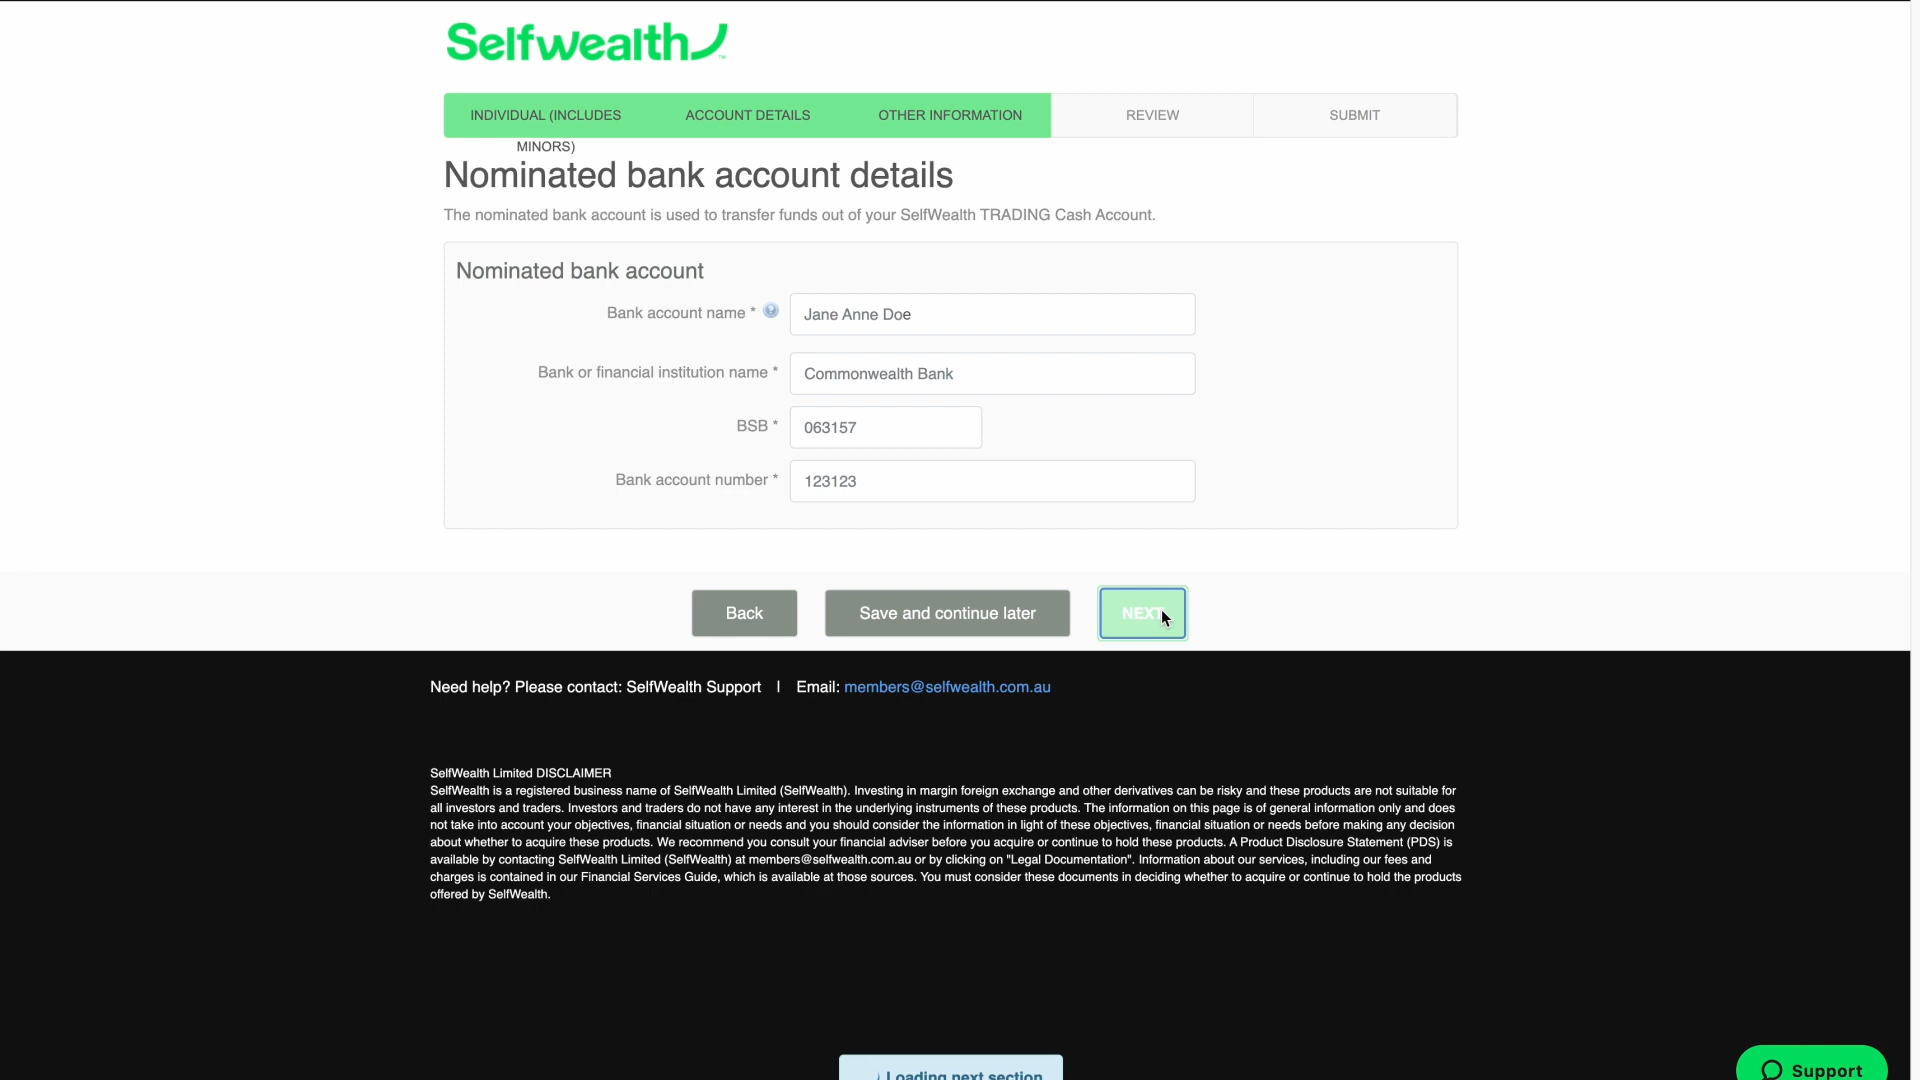 Selfwealth
INDIVIDUAL (INCLUDES MINORS)
ACCOUNT DETAILS
OTHER INFORMATION
REVIEW
SUBMIT
Nominated bank account details
The nominated bank account is used to transfer funds out of your SelfWealth TRADING Cash Account.
Nominated bank account
Bank account name *
Jane Anne Doe
Bank or financial institution name *
Commonwealth Bank
BSB *
063157
Bank account number *
123123
Back
Save and continue later
NEXT
Need help? Please contact: SelfWealth Support | Email: members@selfwealth.com.au
SelfWealth Limited DISCLAIMER
SelfWealth is a registered business name of SelfWealth Limited (SelfWealth). Investing in margin foreign exchange and other derivatives can be risky and these products are not suitable for
all investors and traders. Investors and traders do not have any interest in the underlying instruments of these products. The information on this page is of general information only and does
not take into account your objectives, financial situation or needs and you should consider the information in light of these objectives, financial situation or needs before making any decision
about whether to acquire these products. We recommend you consult your financial adviser before you acquire or continue to hold these products. A Product Disclosure Statement (PDS) is
available by contacting SelfWealth Limited (SelfWealth) at members@selfwealth.com.au or by clicking on "Legal Documentation". Information about our services, including our fees and
charges is contained in our Financial Services Guide, which is available at those sources. You must consider these documents in deciding whether to acquire or continue to hold the products
offered by SelfWealth.
Loading next section
Support